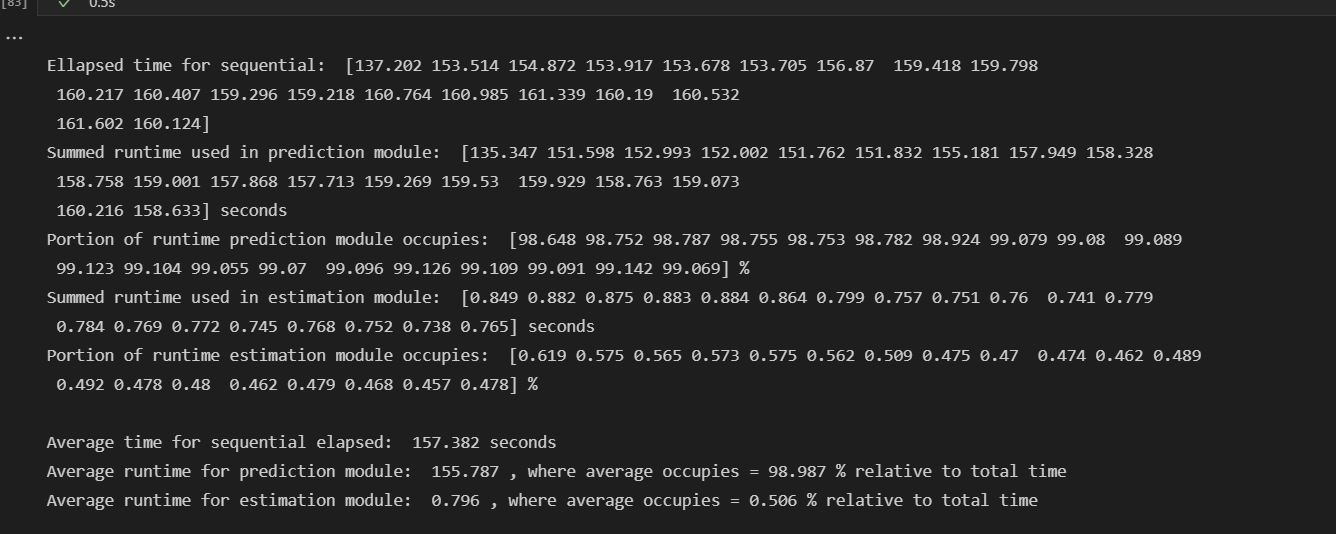 [83] 0.5s
...
Ellapsed time for sequential:  [137.202 153.514 154.872 153.917 153.678 153.705 156.87  159.418 159.798
 160.217 160.407 159.296 159.218 160.764 160.985 161.339 160.19  160.532
 161.602 160.124]
Summed runtime used in prediction module:  [135.347 151.598 152.993 152.002 151.762 151.832 155.181 157.949 158.328
 158.758 159.001 157.868 157.713 159.269 159.53  159.929 158.763 159.073
 160.216 158.633] seconds
Portion of runtime prediction module occupies:  [98.648 98.752 98.787 98.755 98.753 98.782 98.924 99.079 99.08  99.089
 99.123 99.104 99.055 99.07  99.096 99.126 99.109 99.091 99.142 99.069] %
Summed runtime used in estimation module:  [0.849 0.882 0.875 0.883 0.884 0.864 0.799 0.757 0.751 0.76  0.741 0.779
 0.784 0.769 0.772 0.745 0.768 0.752 0.738 0.765] seconds
Portion of runtime estimation module occupies:  [0.619 0.575 0.565 0.573 0.575 0.562 0.509 0.475 0.47  0.474 0.462 0.489
 0.492 0.478 0.48  0.462 0.479 0.468 0.457 0.478] %
Average time for sequential elapsed:  157.382 seconds
Average runtime for prediction module:  155.787 , where average occupies = 98.987 % relative to total time
Average runtime for estimation module:  0.796 , where average occupies = 0.506 % relative to total time